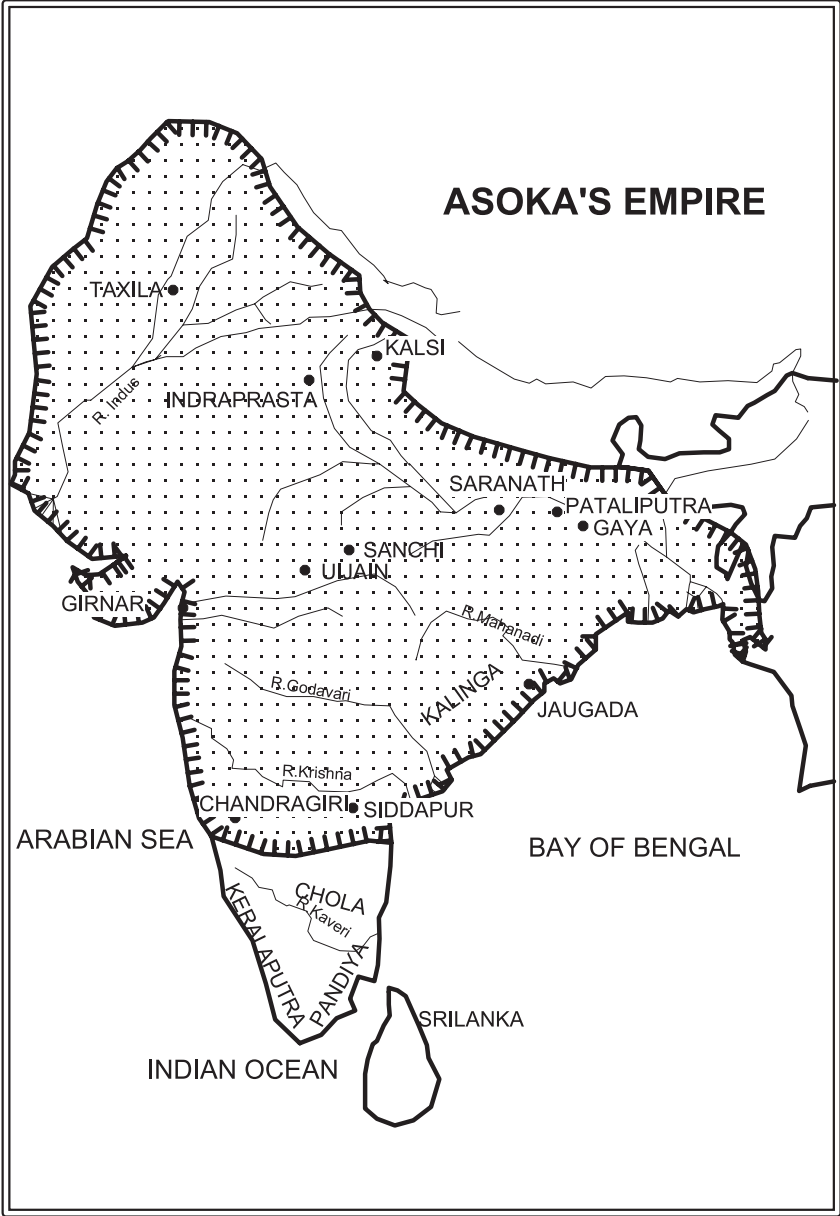 ASOKA'S EMPIRE
TAXILA
KALSI
R. Indus
INDRAPRASTA
SARANATH
PATALIPUTRA
GAYA
SANCHI
UIJAIN
GIRNAR
R.Mahanadi
R.Godavari
KALINGA
JAUGADA
R.Krishna
CHANDRAGIRI
SIDDAPUR
ARABIAN SEA
BAY OF BENGAL
CHOLA
R.Kaveri
KERALAPUTRA
PANDIYA
SRILANKA
INDIAN OCEAN